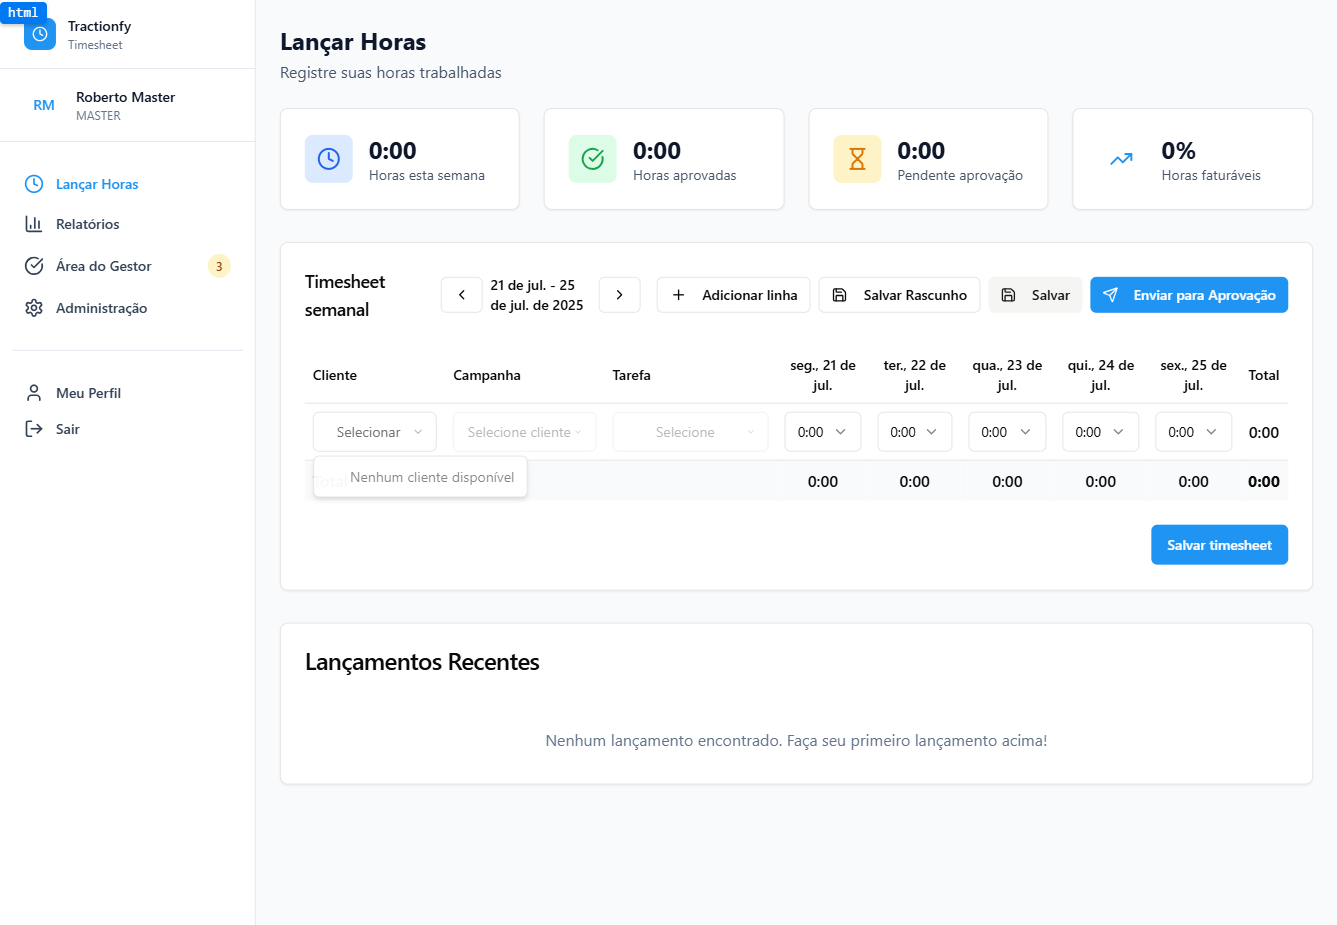 html
Tractionfy
Timesheet
RM
Roberto Master
MASTER
Lançar Horas
Relatórios
Área do Gestor
3
Administração
Meu Perfil
Sair
Lançar Horas
Registre suas horas trabalhadas
0:00
Horas esta semana
0:00
Horas aprovadas
0:00
Pendente aprovação
0%
Horas faturáveis
Timesheet
semanal
21 de jul. - 25
de jul. de 2025
Adicionar linha
Salvar Rascunho
Salvar
Enviar para Aprovação
Cliente
Campanha
Tarefa
seg., 21 de
jul.
ter., 22 de
jul.
qua., 23 de
jul.
qui., 24 de
jul.
sex., 25 de
jul.
Total
Selecionar
Selecione cliente
Selecione
0:00
0:00
0:00
0:00
0:00
0:00
Total
Nenhum cliente disponível
0:00
0:00
0:00
0:00
0:00
0:00
Salvar timesheet
Lançamentos Recentes
Nenhum lançamento encontrado. Faça seu primeiro lançamento acima!